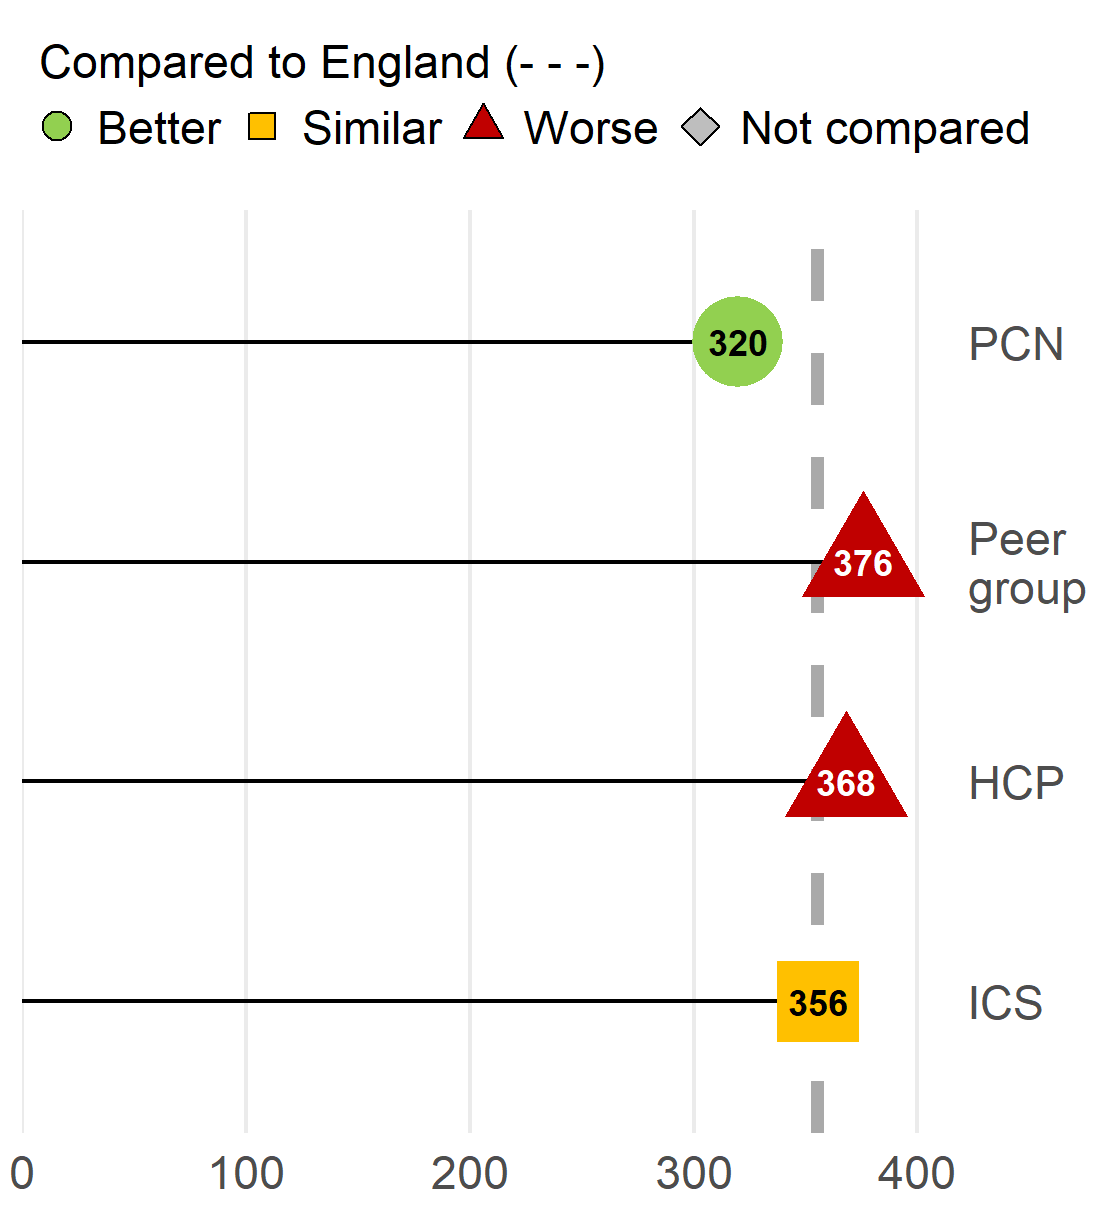 Compared to England (- - -)
Better Similar Worse Not compared
320 PCN
376 Peer
group
368 HCP
356 ICS
0 100 200 300 400